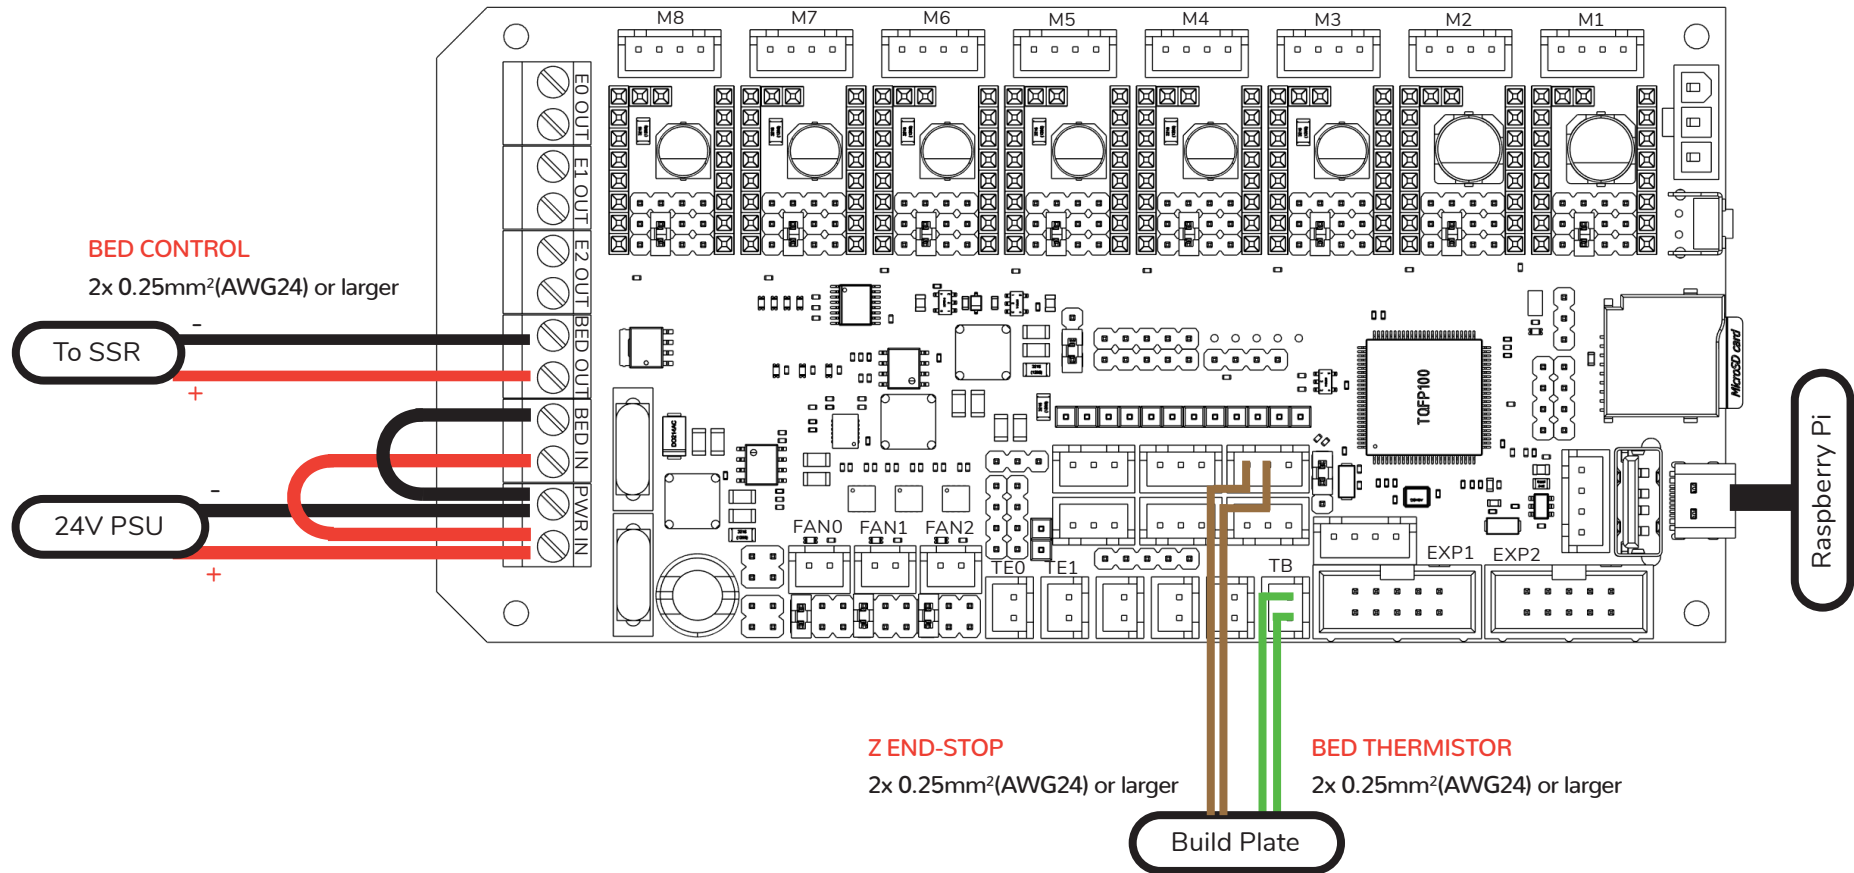 M8
M7
M6
M5
M4
M3
M2
M1
E0 OUT
E1 OUT
E2 OUT
BED OUT
BED IN
PWR IN
BED CONTROL
2x 0.25mm²(AWG24) or larger
-
To SSR
+
-
24V PSU
+
TQFP100
MicroSD card
Raspberry Pi
DO214AC
FAN0
FAN1
FAN2
TE0
TE1
TB
EXP1
EXP2
Z END-STOP
2x 0.25mm²(AWG24) or larger
BED THERMISTOR
2x 0.25mm²(AWG24) or larger
Build Plate